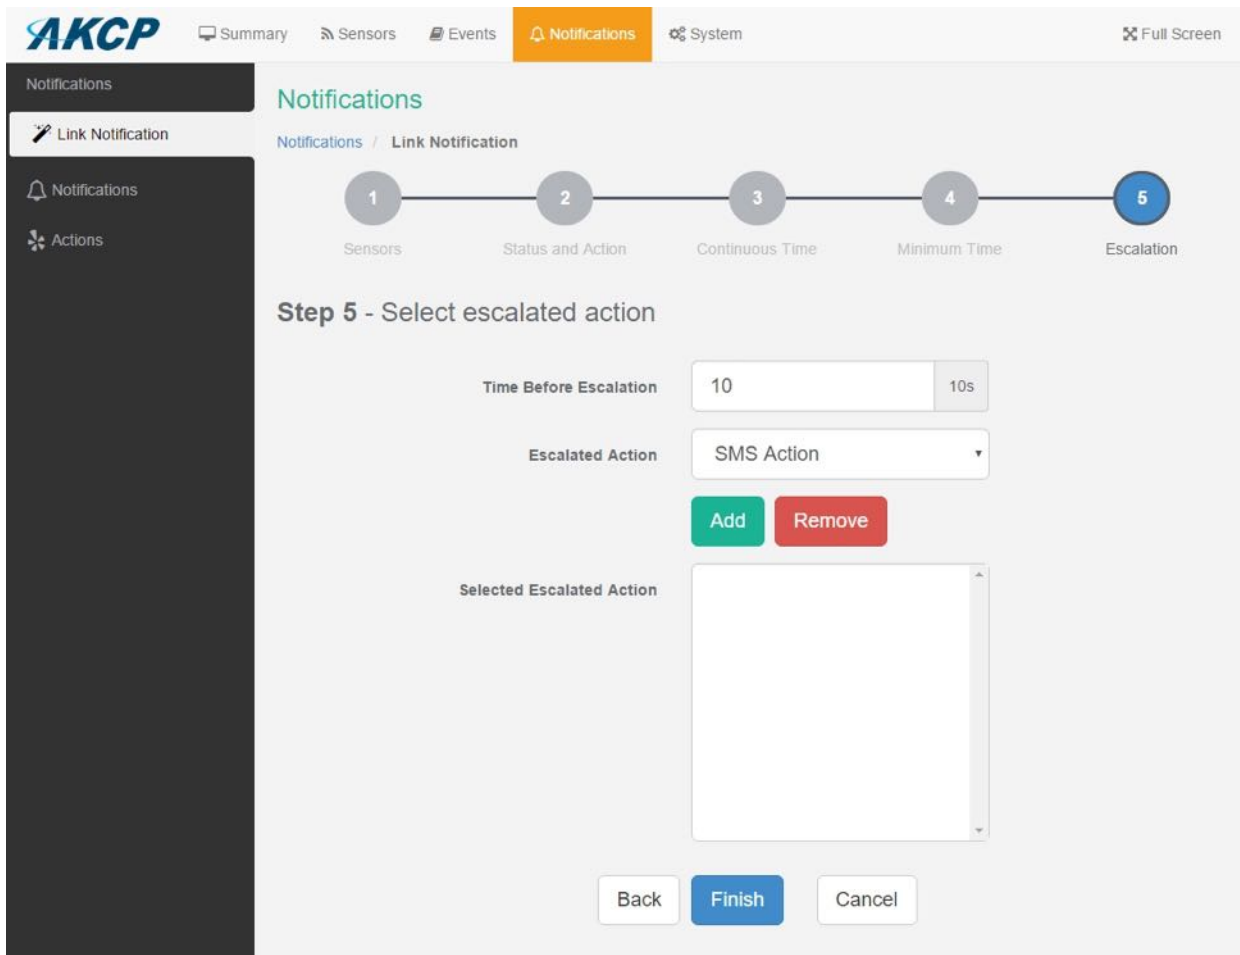 AKCP Summary Sensors Events Notifications System Full Screen
Notifications
Link Notification
Notifications
Actions
Notifications
Notifications / Link Notification
1 2 3 4 5
Sensors Status and Action Continuous Time Minimum Time Escalation
Step 5 - Select escalated action
Time Before Escalation 10 10s
Escalated Action SMS Action
Add Remove
Selected Escalated Action
Back Finish Cancel